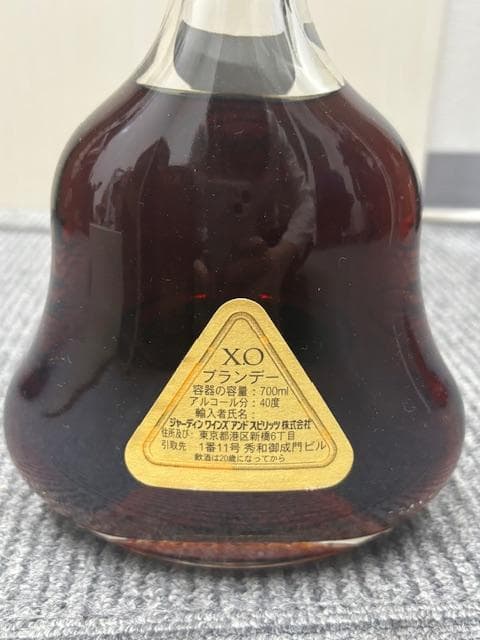 X.O
ブランデー
容器の容量：700ml
アルコール分：40度
輸入者氏名：
ジャーディン ワインズ アンド スピリッツ 株式会社
住所及び：東京都港区新橋6丁目
引取先　1番11号 秀和御成門ビル
飲酒は20歳になってから